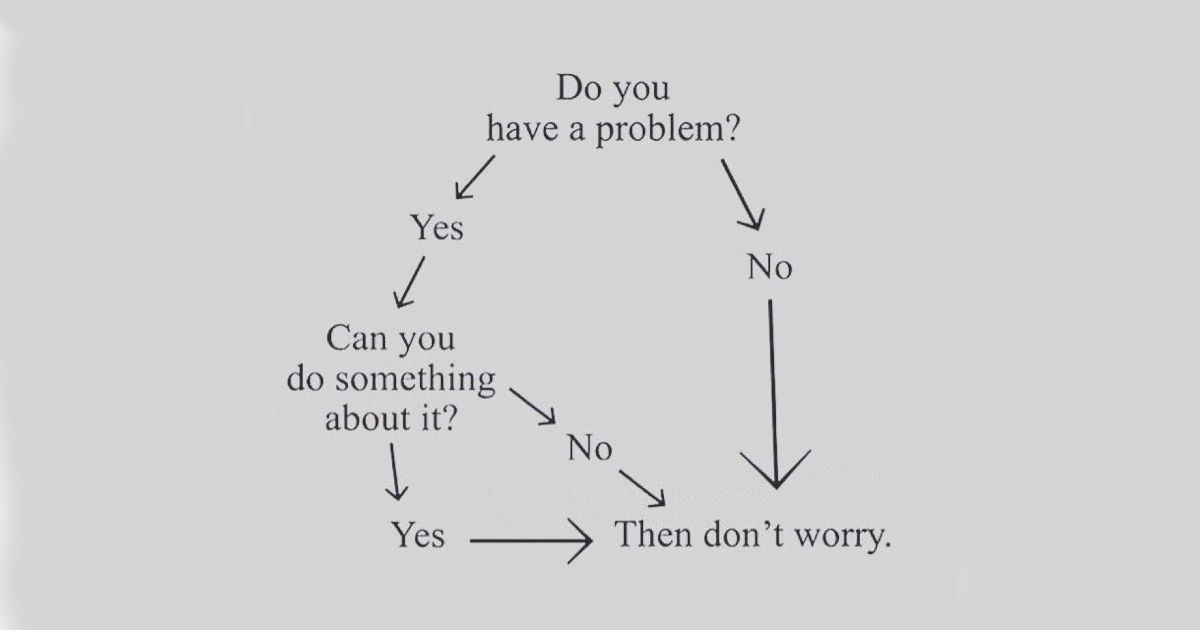 Do you
have a problem?
Yes
No
Can you
do something
about it?
No
Yes
Then don't worry.